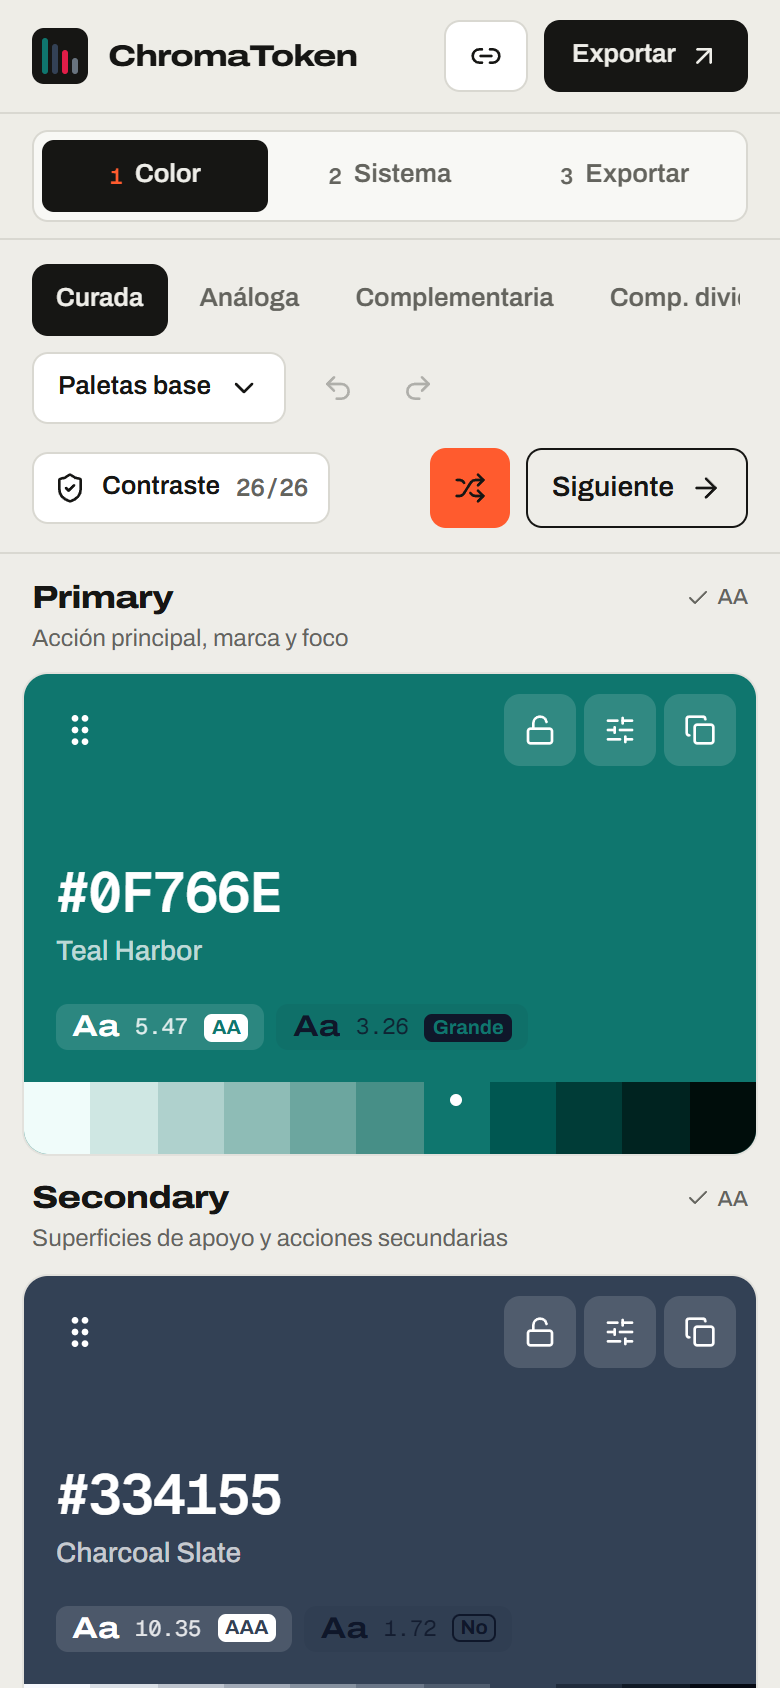 ChromaToken
Exportar
1 Color
2 Sistema
3 Exportar
Curada
Análoga
Complementaria
Comp. divi
Paletas base
Contraste 26/26
Siguiente
Primary
AA
Acción principal, marca y foco
#0F766E
Teal Harbor
Aa 5.47 AA
Aa 3.26 Grande
Secondary
AA
Superficies de apoyo y acciones secundarias
#334155
Charcoal Slate
Aa 10.35 AAA
Aa 1.72 No